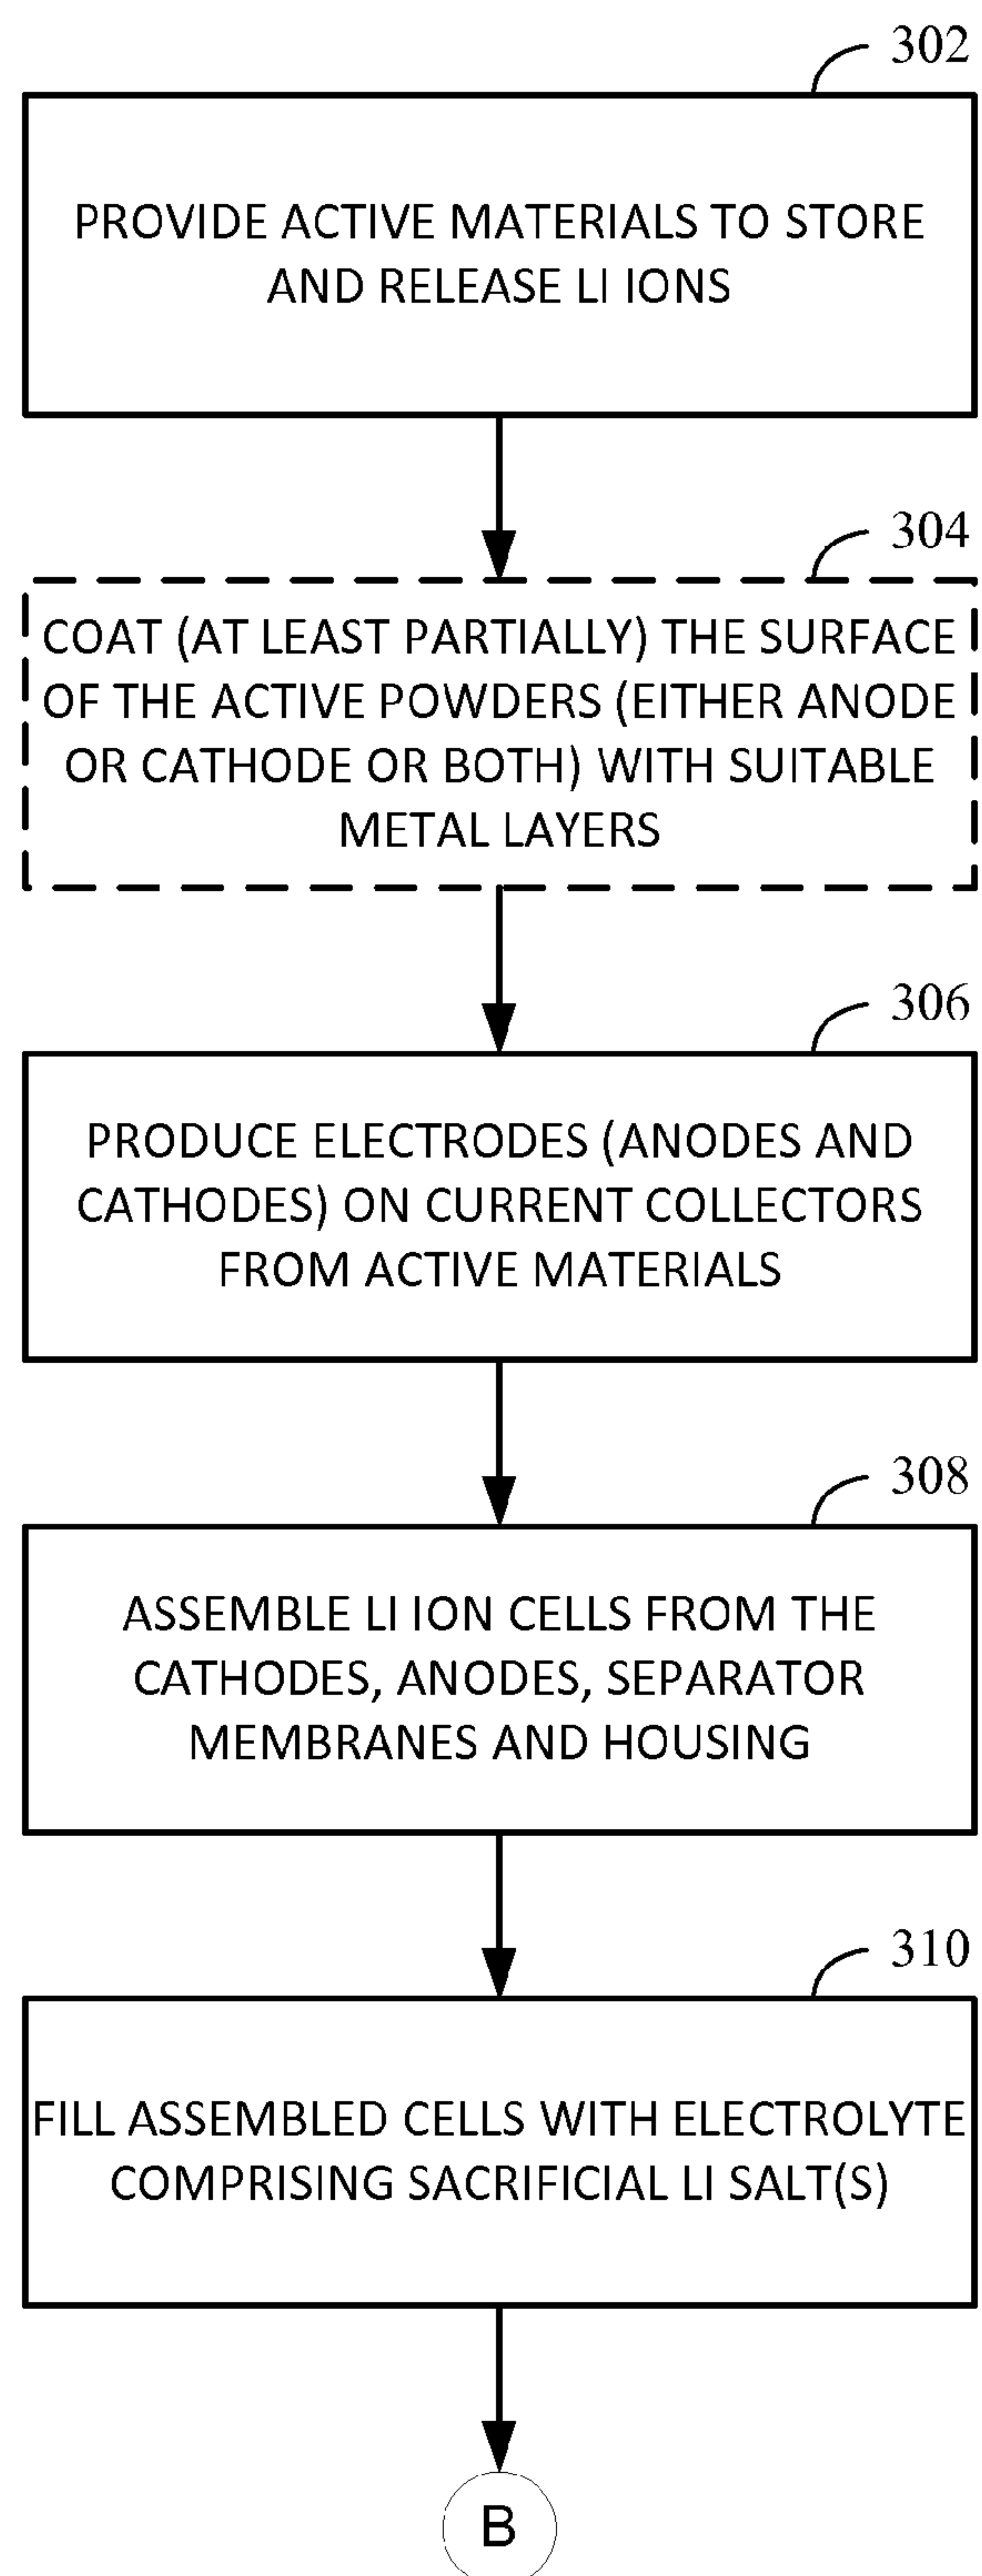 302
PROVIDE ACTIVE MATERIALS TO STORE
AND RELEASE LI IONS
304
COAT (AT LEAST PARTIALLY) THE SURFACE
OF THE ACTIVE POWDERS (EITHER ANODE
OR CATHODE OR BOTH) WITH SUITABLE
METAL LAYERS
306
PRODUCE ELECTRODES (ANODES AND
CATHODES) ON CURRENT COLLECTORS
FROM ACTIVE MATERIALS
308
ASSEMBLE LI ION CELLS FROM THE
CATHODES, ANODES, SEPARATOR
MEMBRANES AND HOUSING
310
FILL ASSEMBLED CELLS WITH ELECTROLYTE
COMPRISING SACRIFICIAL LI SALT(S)
B